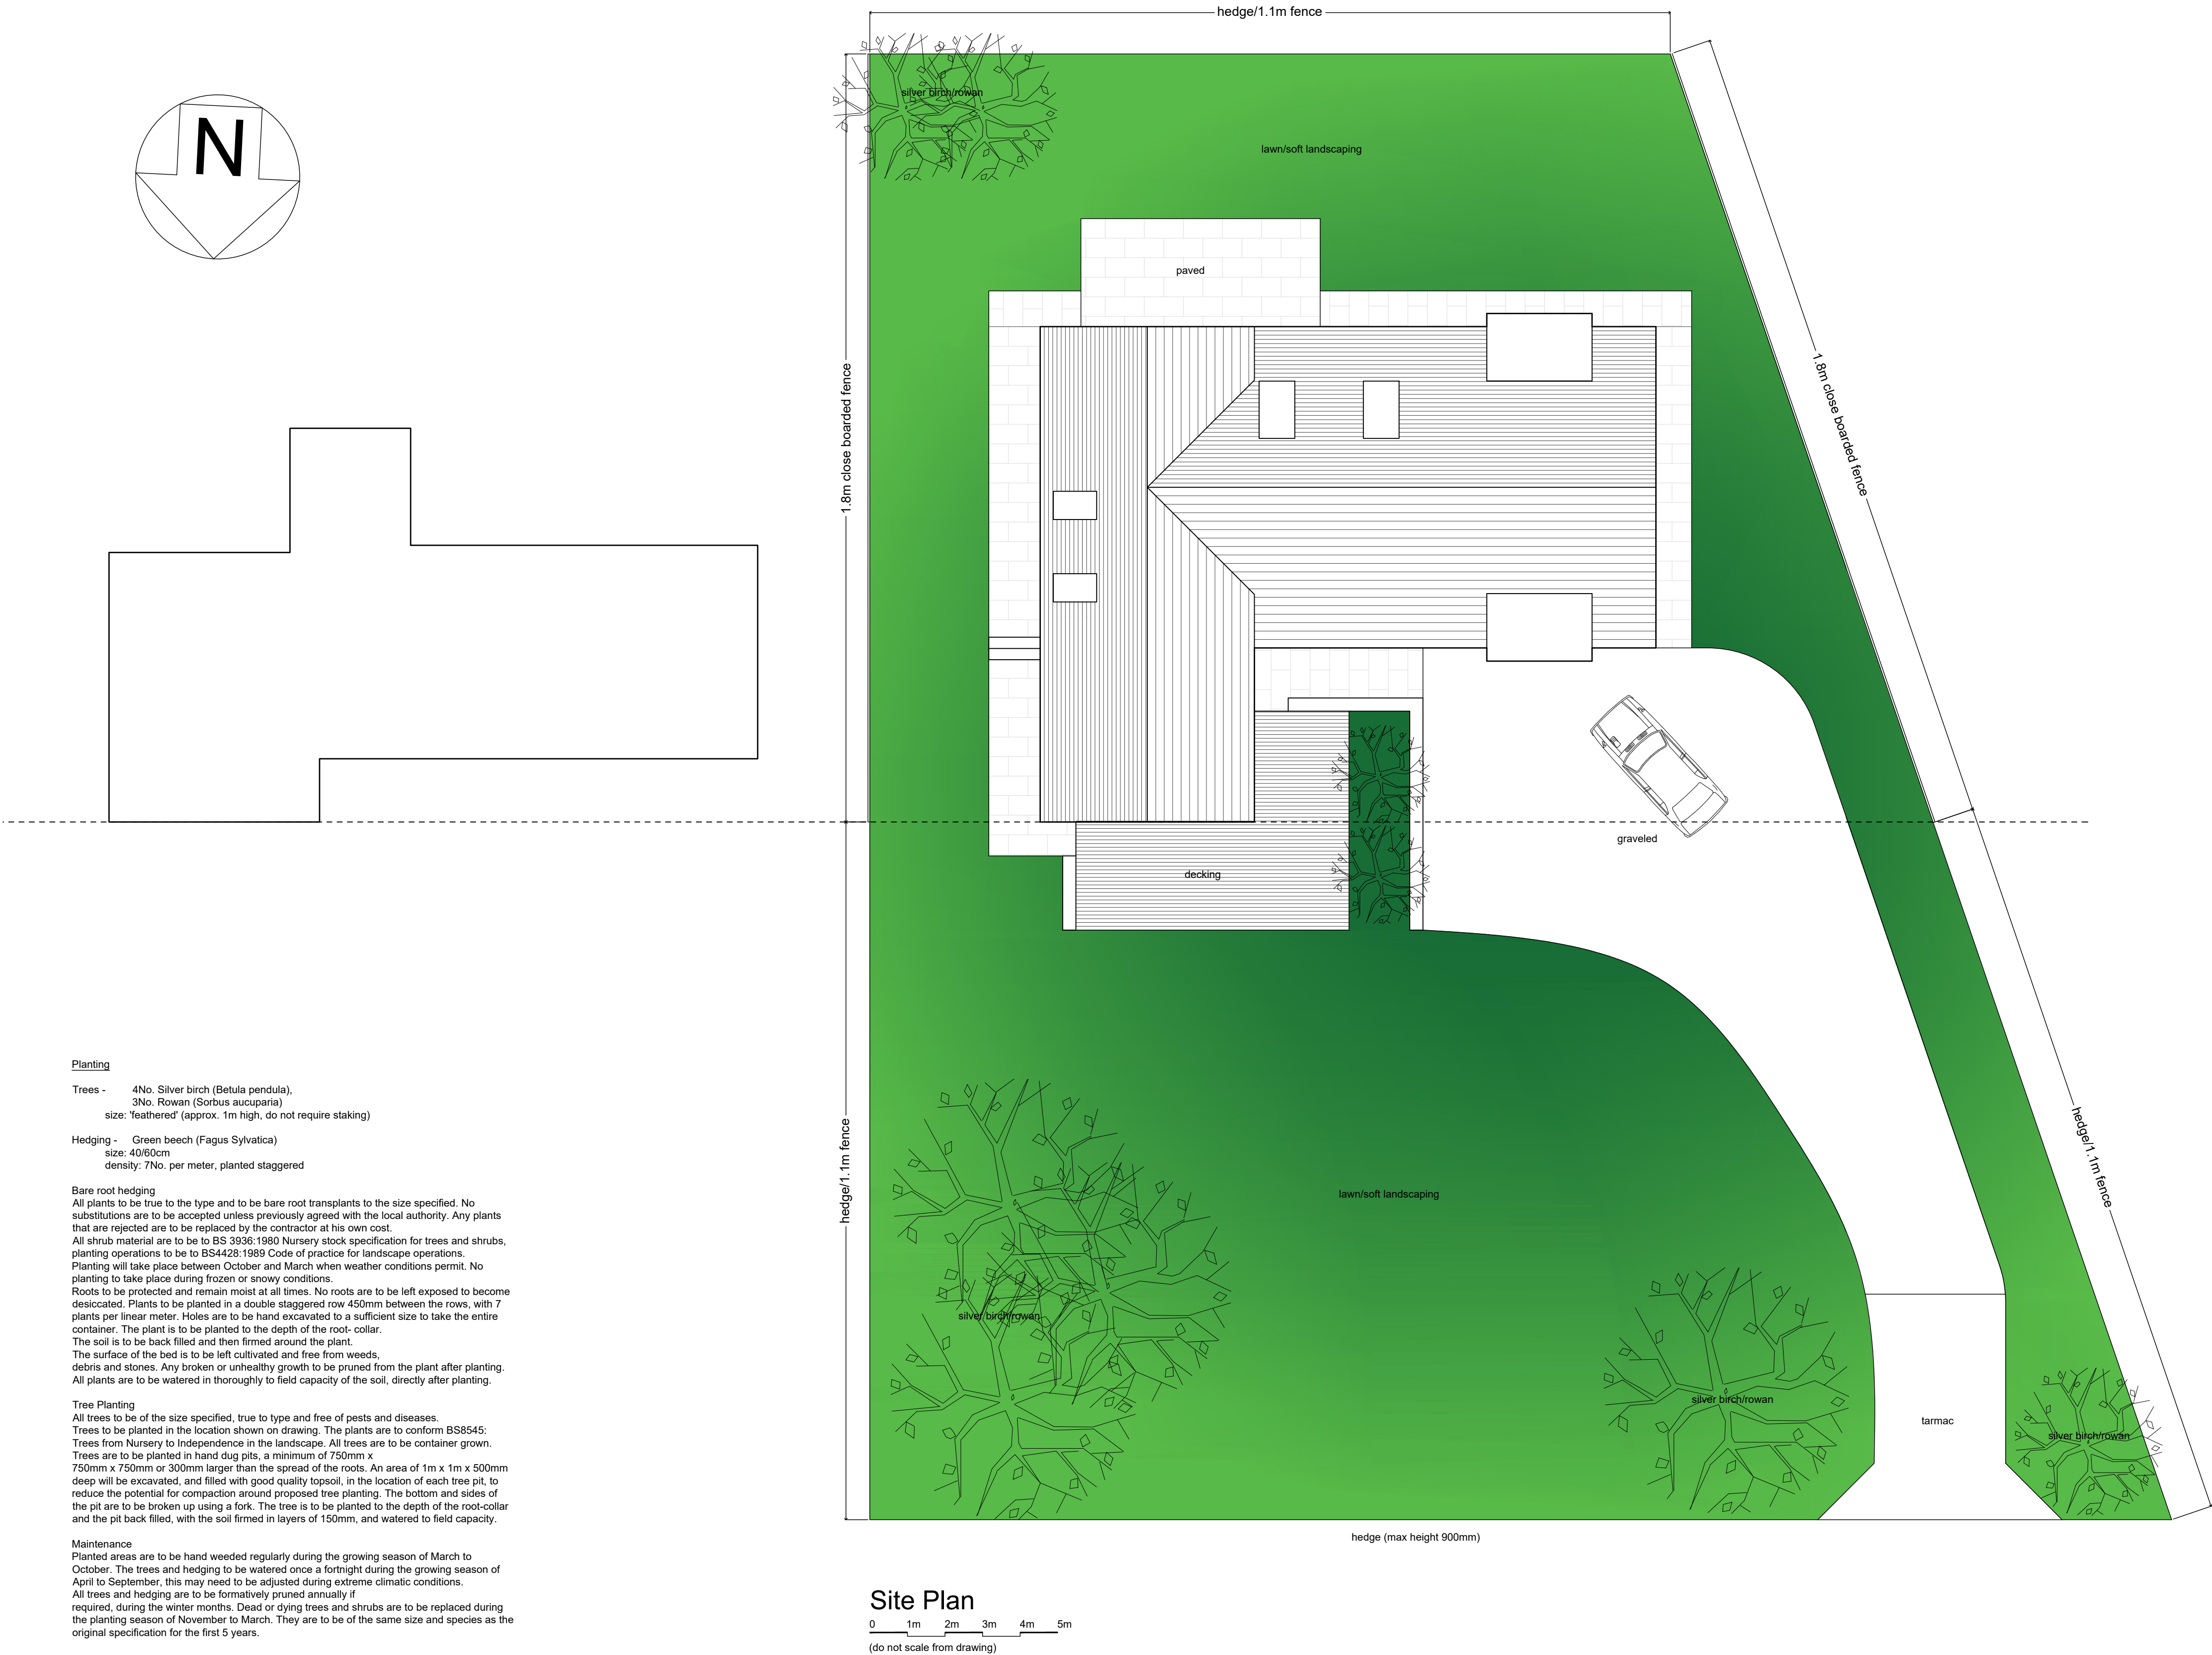 hedge/1.1m fence
N
silver birch/rowan
lawn/soft landscaping
paved
1.8m close boarded fence
1.8m close boarded fence
graveled
decking
hedge/1.1m fence
hedge/1.1m fence
lawn/soft landscaping
silver birch/rowan
silver birch/rowan
tarmac
silver birch/rowan
hedge (max height 900mm)
Planting
Trees - 4No. Silver birch (Betula pendula),
3No. Rowan (Sorbus aucuparia)
size: 'feathered' (approx. 1m high, do not require staking)
Hedging - Green beech (Fagus Sylvatica)
size: 40/60cm
density: 7No. per meter, planted staggered
Bare root hedging
All plants to be true to the type and to be bare root transplants to the size specified. No
substitutions are to be accepted unless previously agreed with the local authority. Any plants
that are rejected are to be replaced by the contractor at his own cost.
All shrub material are to be to BS 3936:1980 Nursery stock specification for trees and shrubs,
planting operations to be to BS4428:1989 Code of practice for landscape operations.
Planting will take place between October and March when weather conditions permit. No
planting to take place during frozen or snowy conditions.
Roots to be protected and remain moist at all times. No roots are to be left exposed to become
desiccated. Plants to be planted in a double staggered row 450mm between the rows, with 7
plants per linear meter. Holes are to be hand excavated to a sufficient size to take the entire
container. The plant is to be planted to the depth of the root- collar.
The soil is to be back filled and then firmed around the plant.
The surface of the bed is to be left cultivated and free from weeds,
debris and stones. Any broken or unhealthy growth to be pruned from the plant after planting.
All plants are to be watered in thoroughly to field capacity of the soil, directly after planting.
Tree Planting
All trees to be of the size specified, true to type and free of pests and diseases.
Trees to be planted in the location shown on drawing. The plants are to conform BS8545:
Trees from Nursery to Independence in the landscape. All trees are to be container grown.
Trees are to be planted in hand dug pits, a minimum of 750mm x
750mm x 750mm or 300mm larger than the spread of the roots. An area of 1m x 1m x 500mm
deep will be excavated, and filled with good quality topsoil, in the location of each tree pit, to
reduce the potential for compaction around proposed tree planting. The bottom and sides of
the pit are to be broken up using a fork. The tree is to be planted to the depth of the root-collar
and the pit back filled, with the soil firmed in layers of 150mm, and watered to field capacity.
Maintenance
Planted areas are to be hand weeded regularly during the growing season of March to
October. The trees and hedging to be watered once a fortnight during the growing season of
April to September, this may need to be adjusted during extreme climatic conditions.
All trees and hedging are to be formatively pruned annually if
required, during the winter months. Dead or dying trees and shrubs are to be replaced during
the planting season of November to March. They are to be of the same size and species as the
original specification for the first 5 years.
Site Plan
0 1m 2m 3m 4m 5m
(do not scale from drawing)